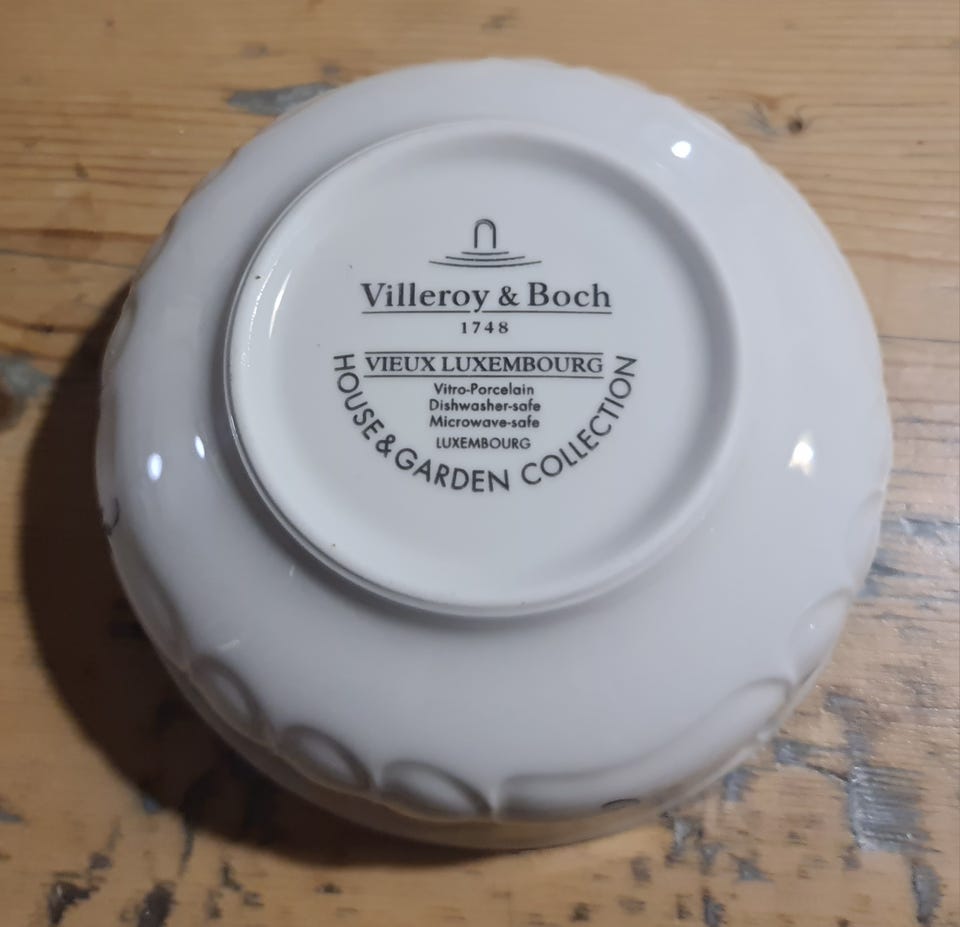 Villeroy & Boch
1748
VIEUX LUXEMBOURG
Vitro-Porcelain
Dishwasher-safe
Microwave-safe
LUXEMBOURG
HOUSE & GARDEN COLLECTION